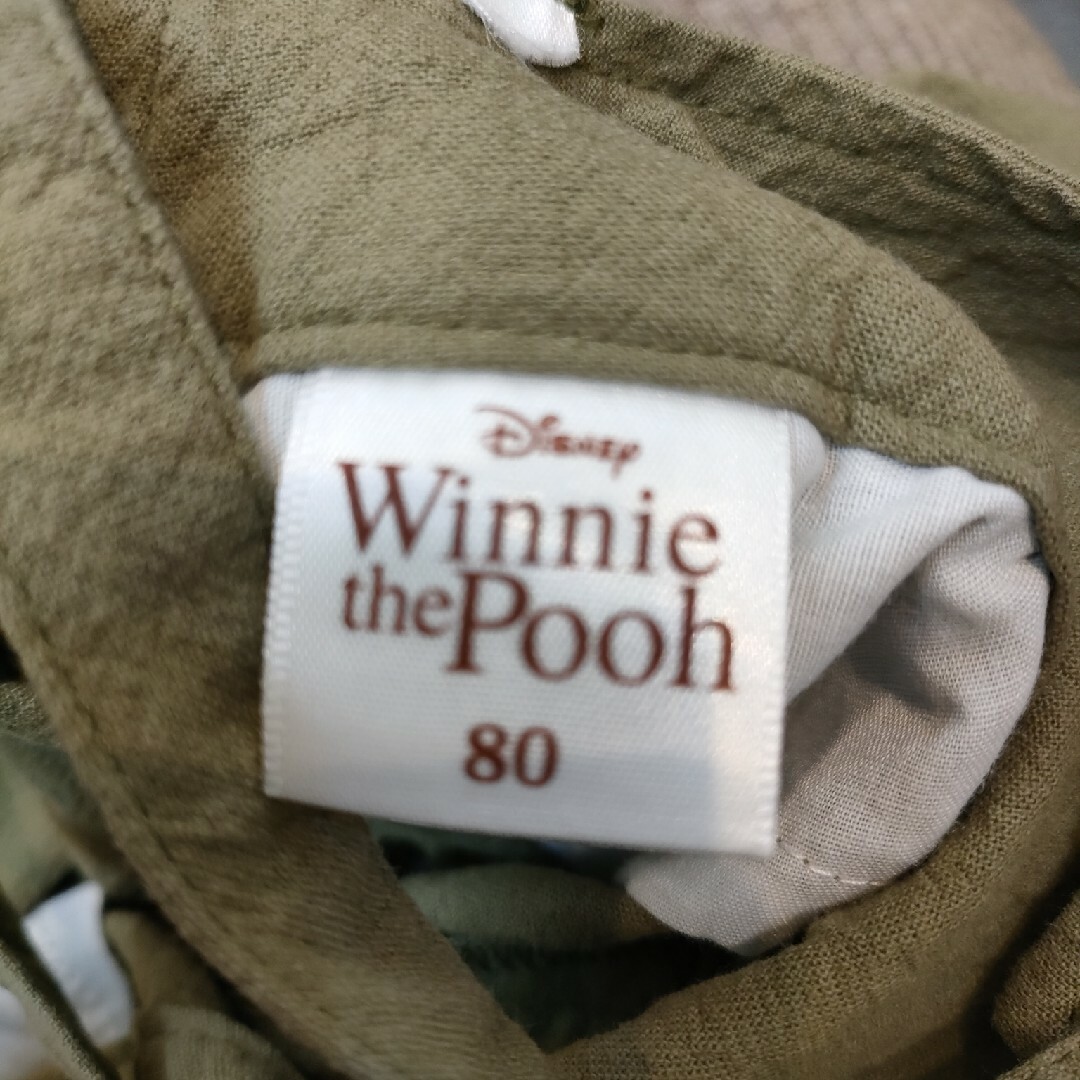 Disney
Winnie
the Pooh
80